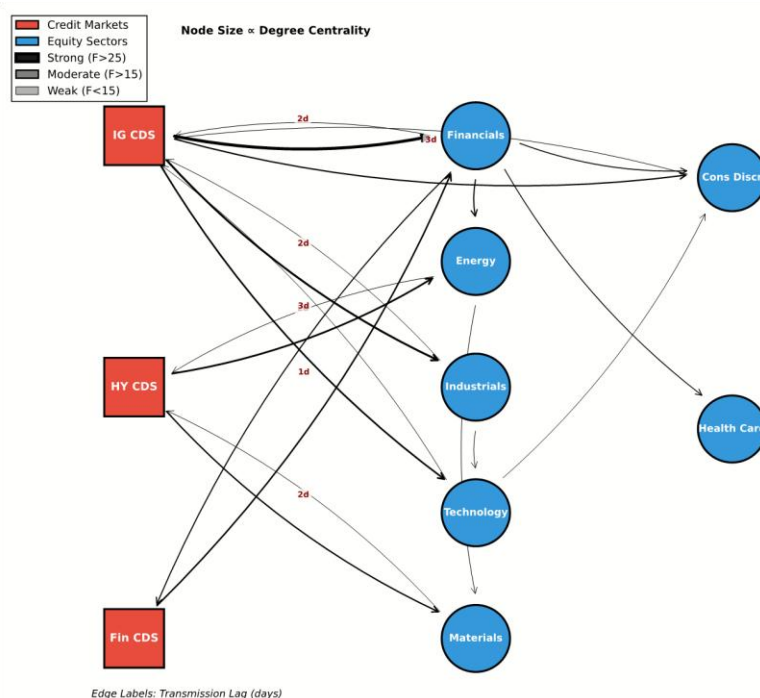 Credit Markets
Equity Sectors
Strong (F>25)
Moderate (F>15)
Weak (F<15)
Node Size ∝ Degree Centrality
IG CDS
2d
3d
Financials
Cons Discr
2d
Energy
3d
1d
HY CDS
Industrials
Health Care
2d
Technology
Fin CDS
Materials
Edge Labels: Transmission Lag (days)